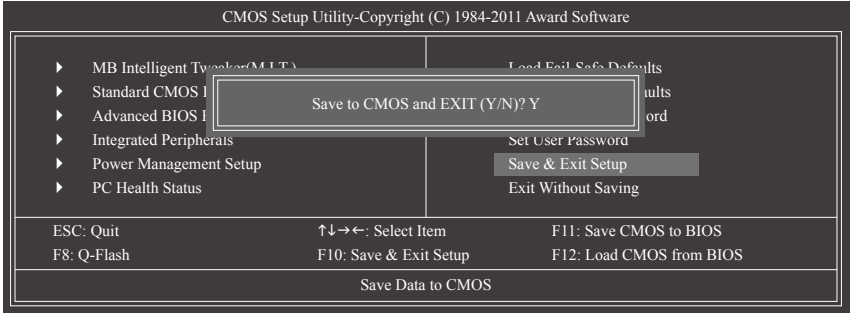 CMOS Setup Utility-Copyright (C) 1984-2011 Award Software
MB Intelligent Tweaker(M.I.T.)
Standard CMOS
Advanced BIOS
Integrated Peripherals
Power Management Setup
PC Health Status
Load Fail-Safe Defaults
Set User Password
Save & Exit Setup
Exit Without Saving
Save to CMOS and EXIT (Y/N)? Y
ESC: Quit
↑↓→←: Select Item
F11: Save CMOS to BIOS
F8: Q-Flash
F10: Save & Exit Setup
F12: Load CMOS from BIOS
Save Data to CMOS